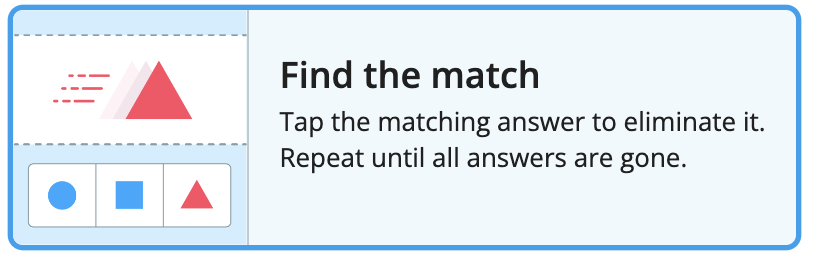 Find the match
Tap the matching answer to eliminate it.
Repeat until all answers are gone.